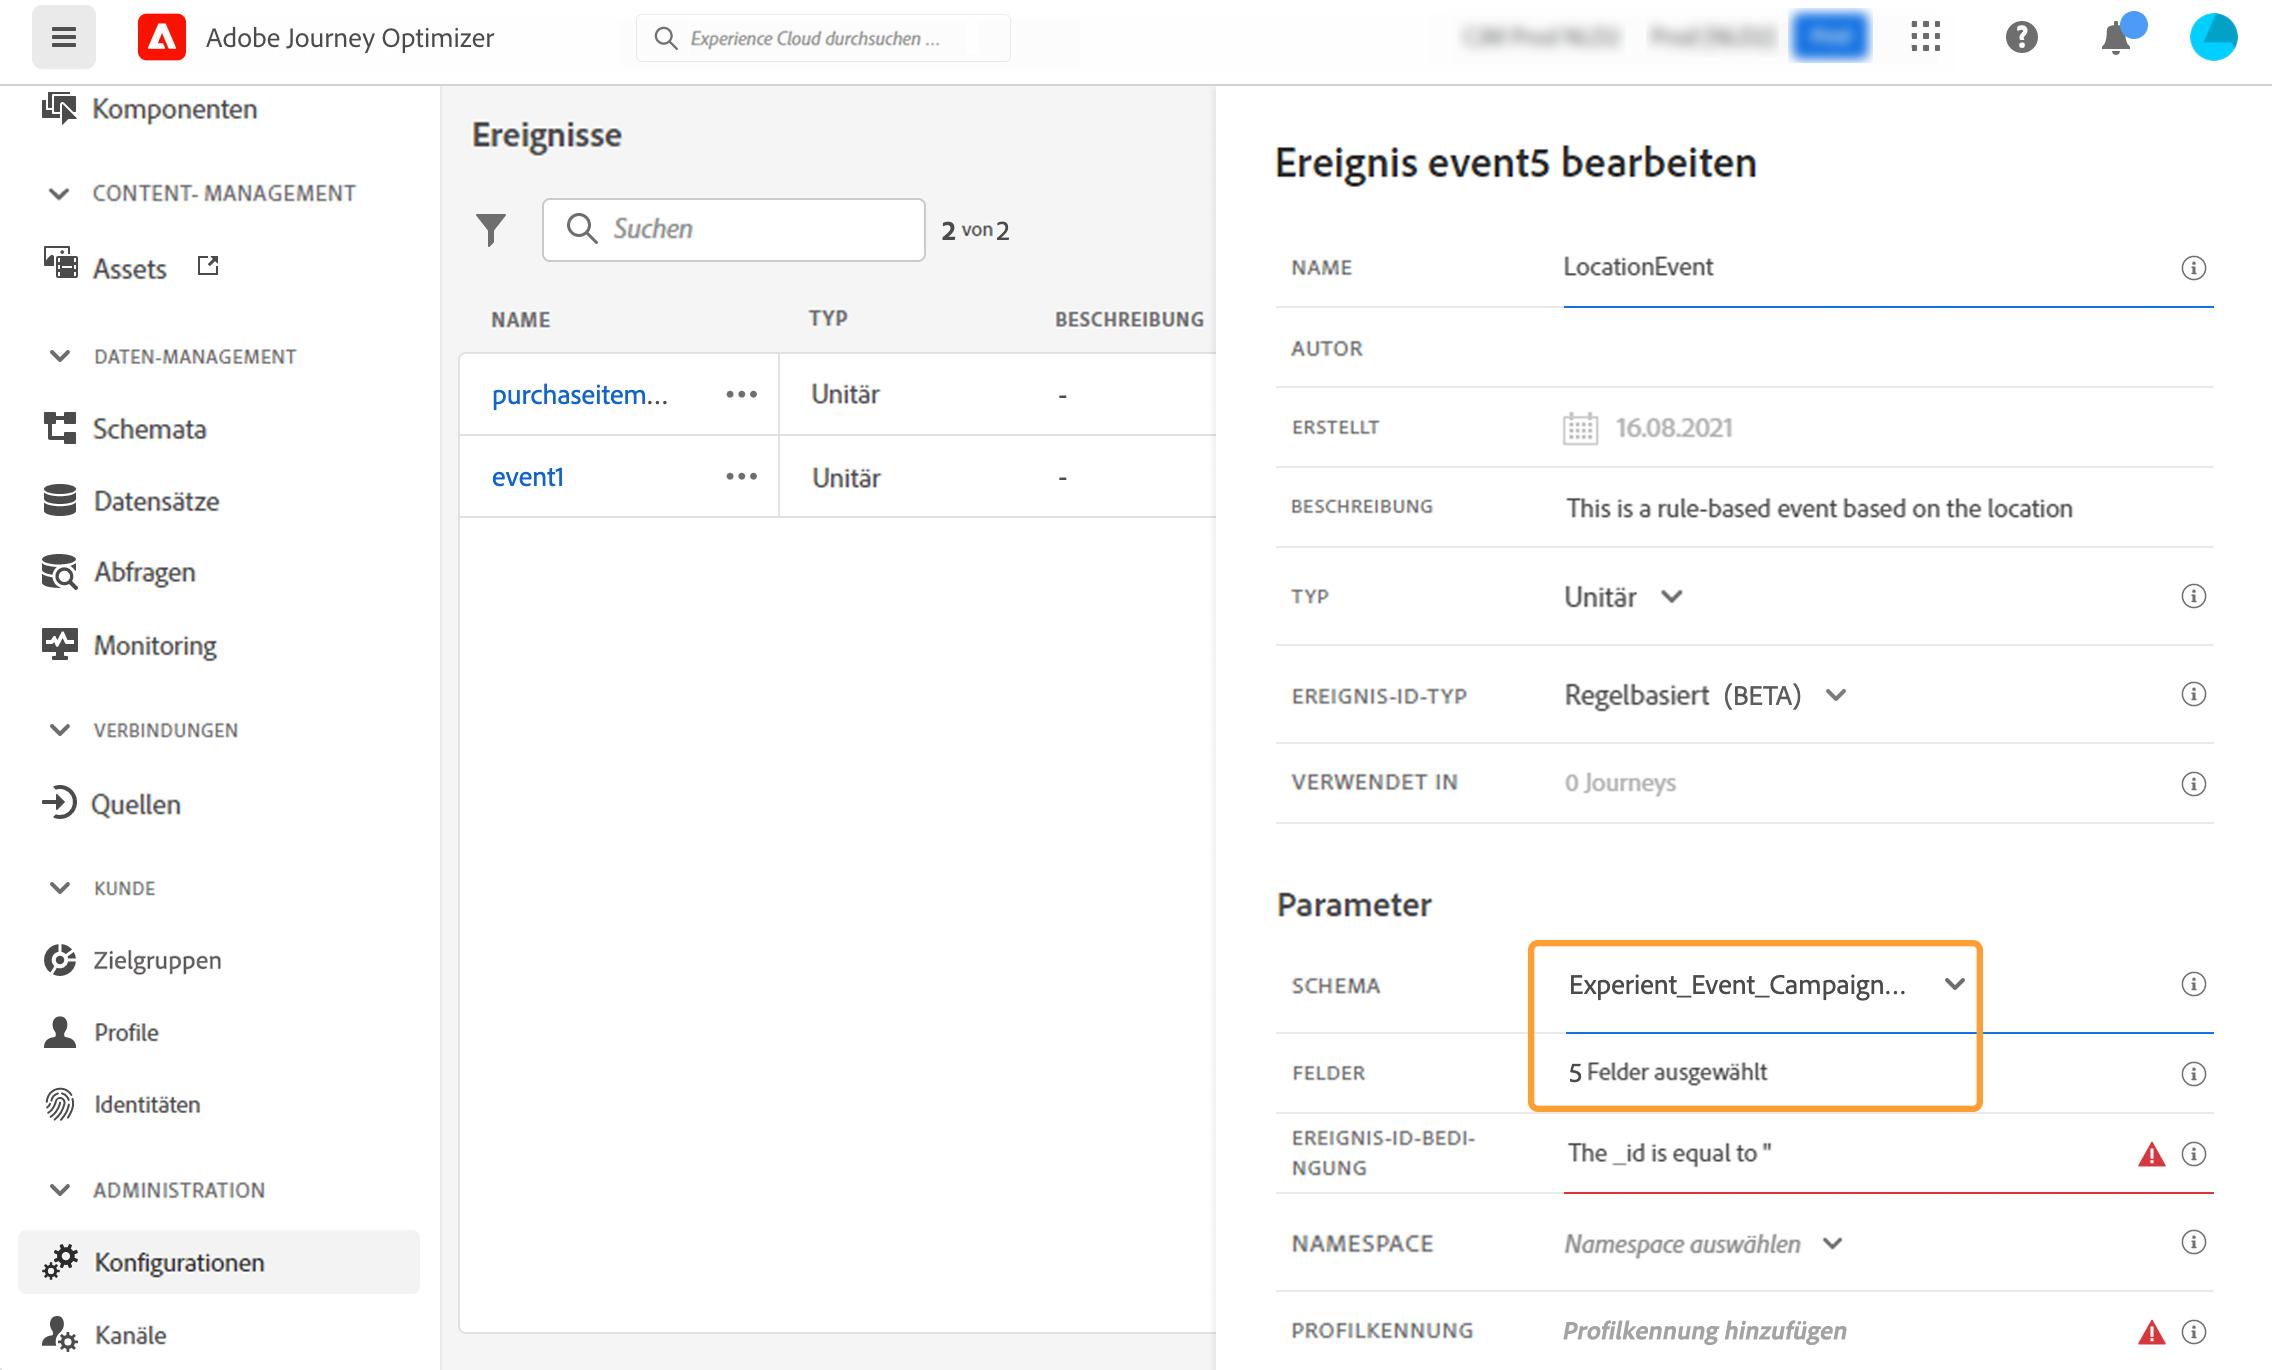 Adobe Journey Optimizer
Experience Cloud durchsuchen ...
Komponenten
CONTENT- MANAGEMENT
Assets
DATEN-MANAGEMENT
Schemata
Datensätze
Abfragen
Monitoring
VERBINDUNGEN
Quellen
KUNDE
Zielgruppen
Profile
Identitäten
ADMINISTRATION
Konfigurationen
Kanäle
Ereignisse
Suchen
2 von 2
NAME TYP BESCHREIBUNG
purchaseitem... ••• Unitär -
event1 ••• Unitär -
Ereignis event5 bearbeiten
NAME LocationEvent
AUTOR
ERSTELLT 16.08.2021
BESCHREIBUNG This is a rule-based event based on the location
TYP Unitär
EREIGNIS-ID-TYP Regelbasiert (BETA)
VERWENDET IN 0 Journeys
Parameter
SCHEMA Experient_Event_Campaign...
FELDER 5 Felder ausgewählt
EREIGNIS-ID-BEDI-
NGUNG
The _id is equal to "
NAMESPACE Namespace auswählen
PROFILKENNUNG Profilkennung hinzufügen